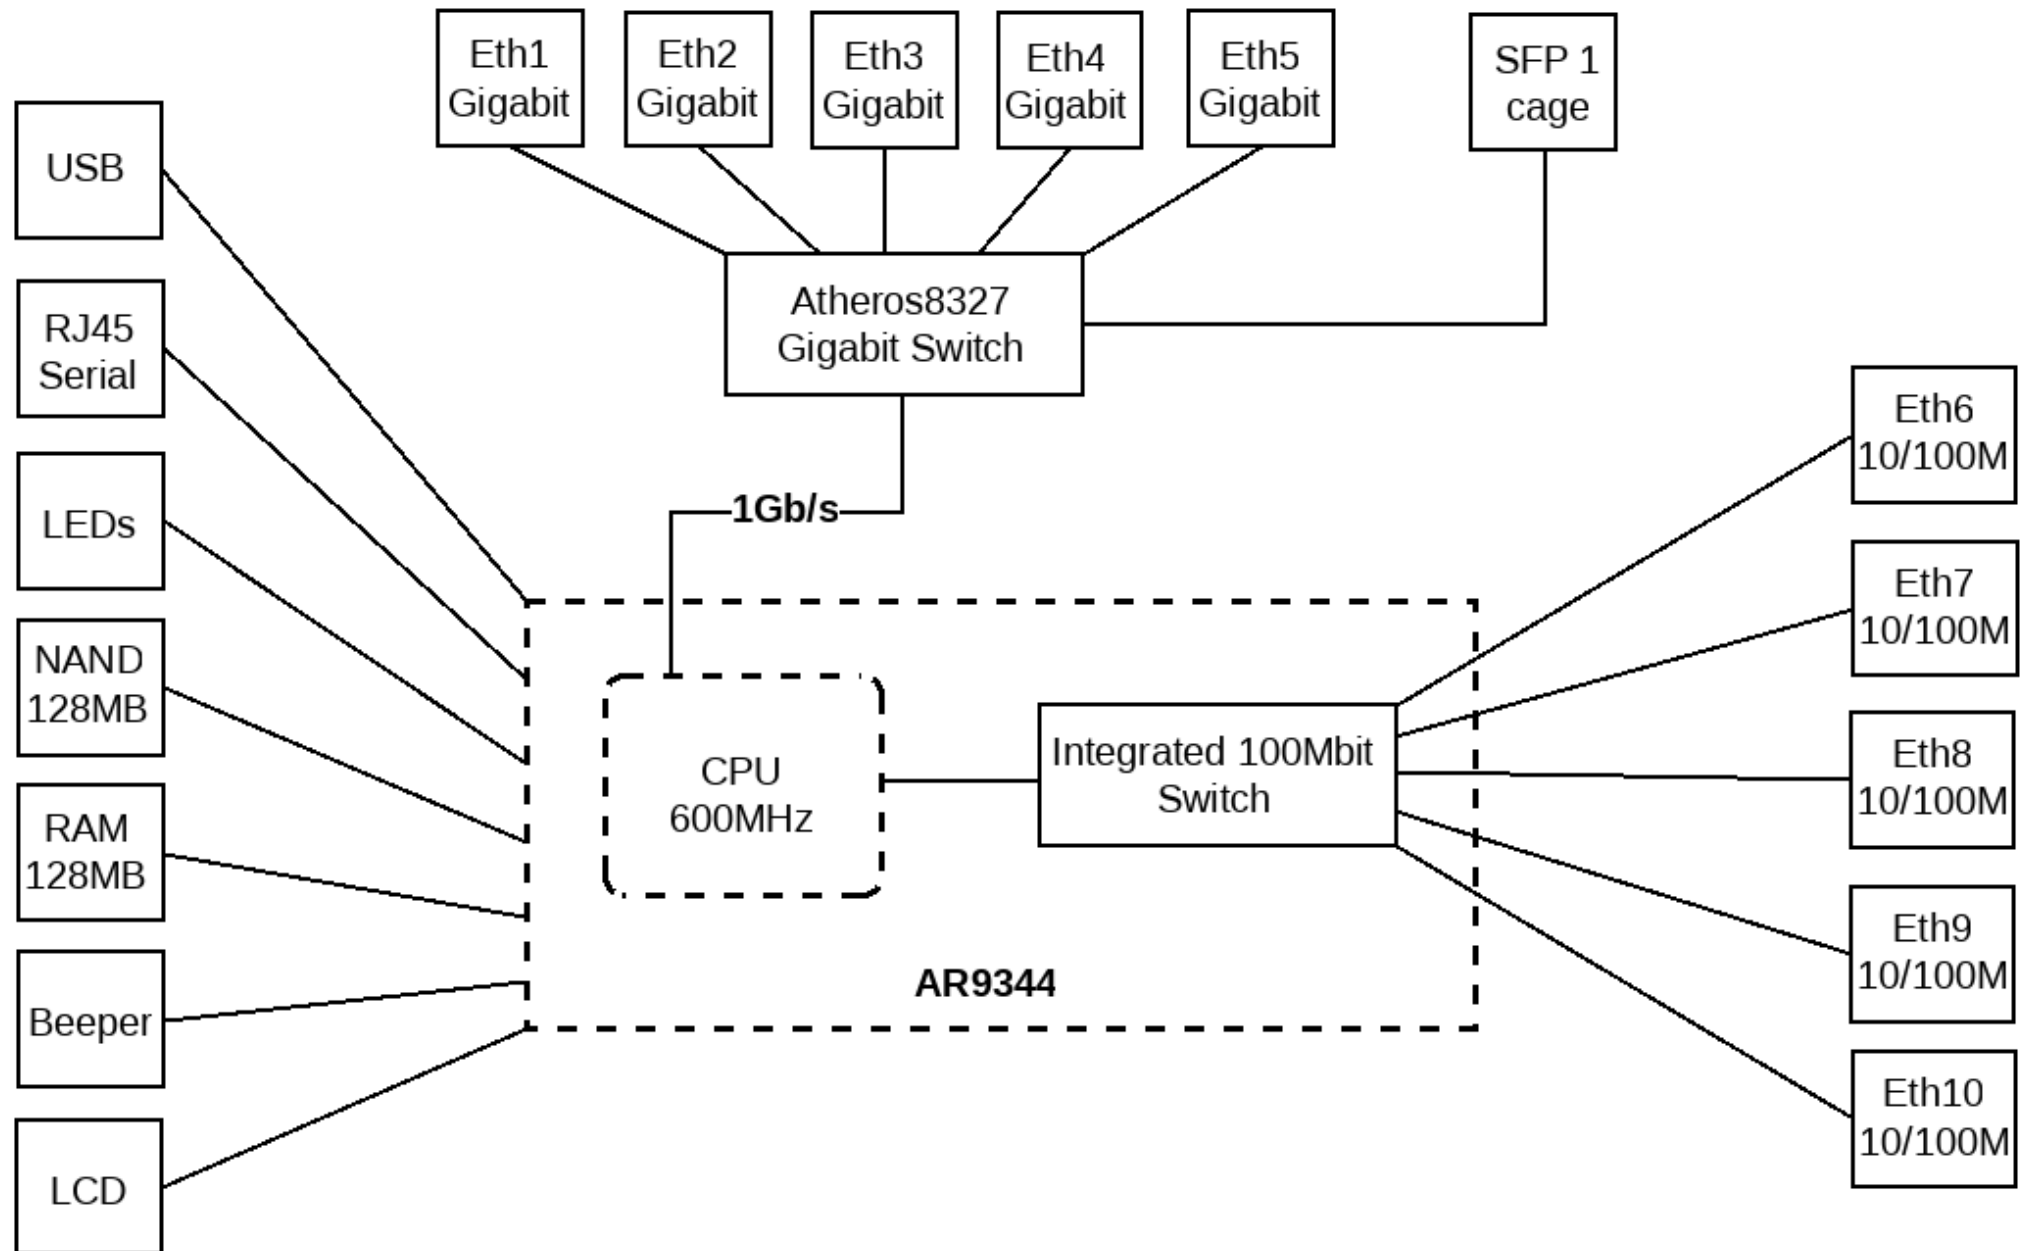 Eth1
Gigabit
Eth2
Gigabit
Eth3
Gigabit
Eth4
Gigabit
Eth5
Gigabit
SFP 1
cage
USB
RJ45
Serial
LEDs
NAND
128MB
RAM
128MB
Beeper
LCD
Atheros8327
Gigabit Switch
1Gb/s
CPU
600MHz
Integrated 100Mbit
Switch
AR9344
Eth6
10/100M
Eth7
10/100M
Eth8
10/100M
Eth9
10/100M
Eth10
10/100M